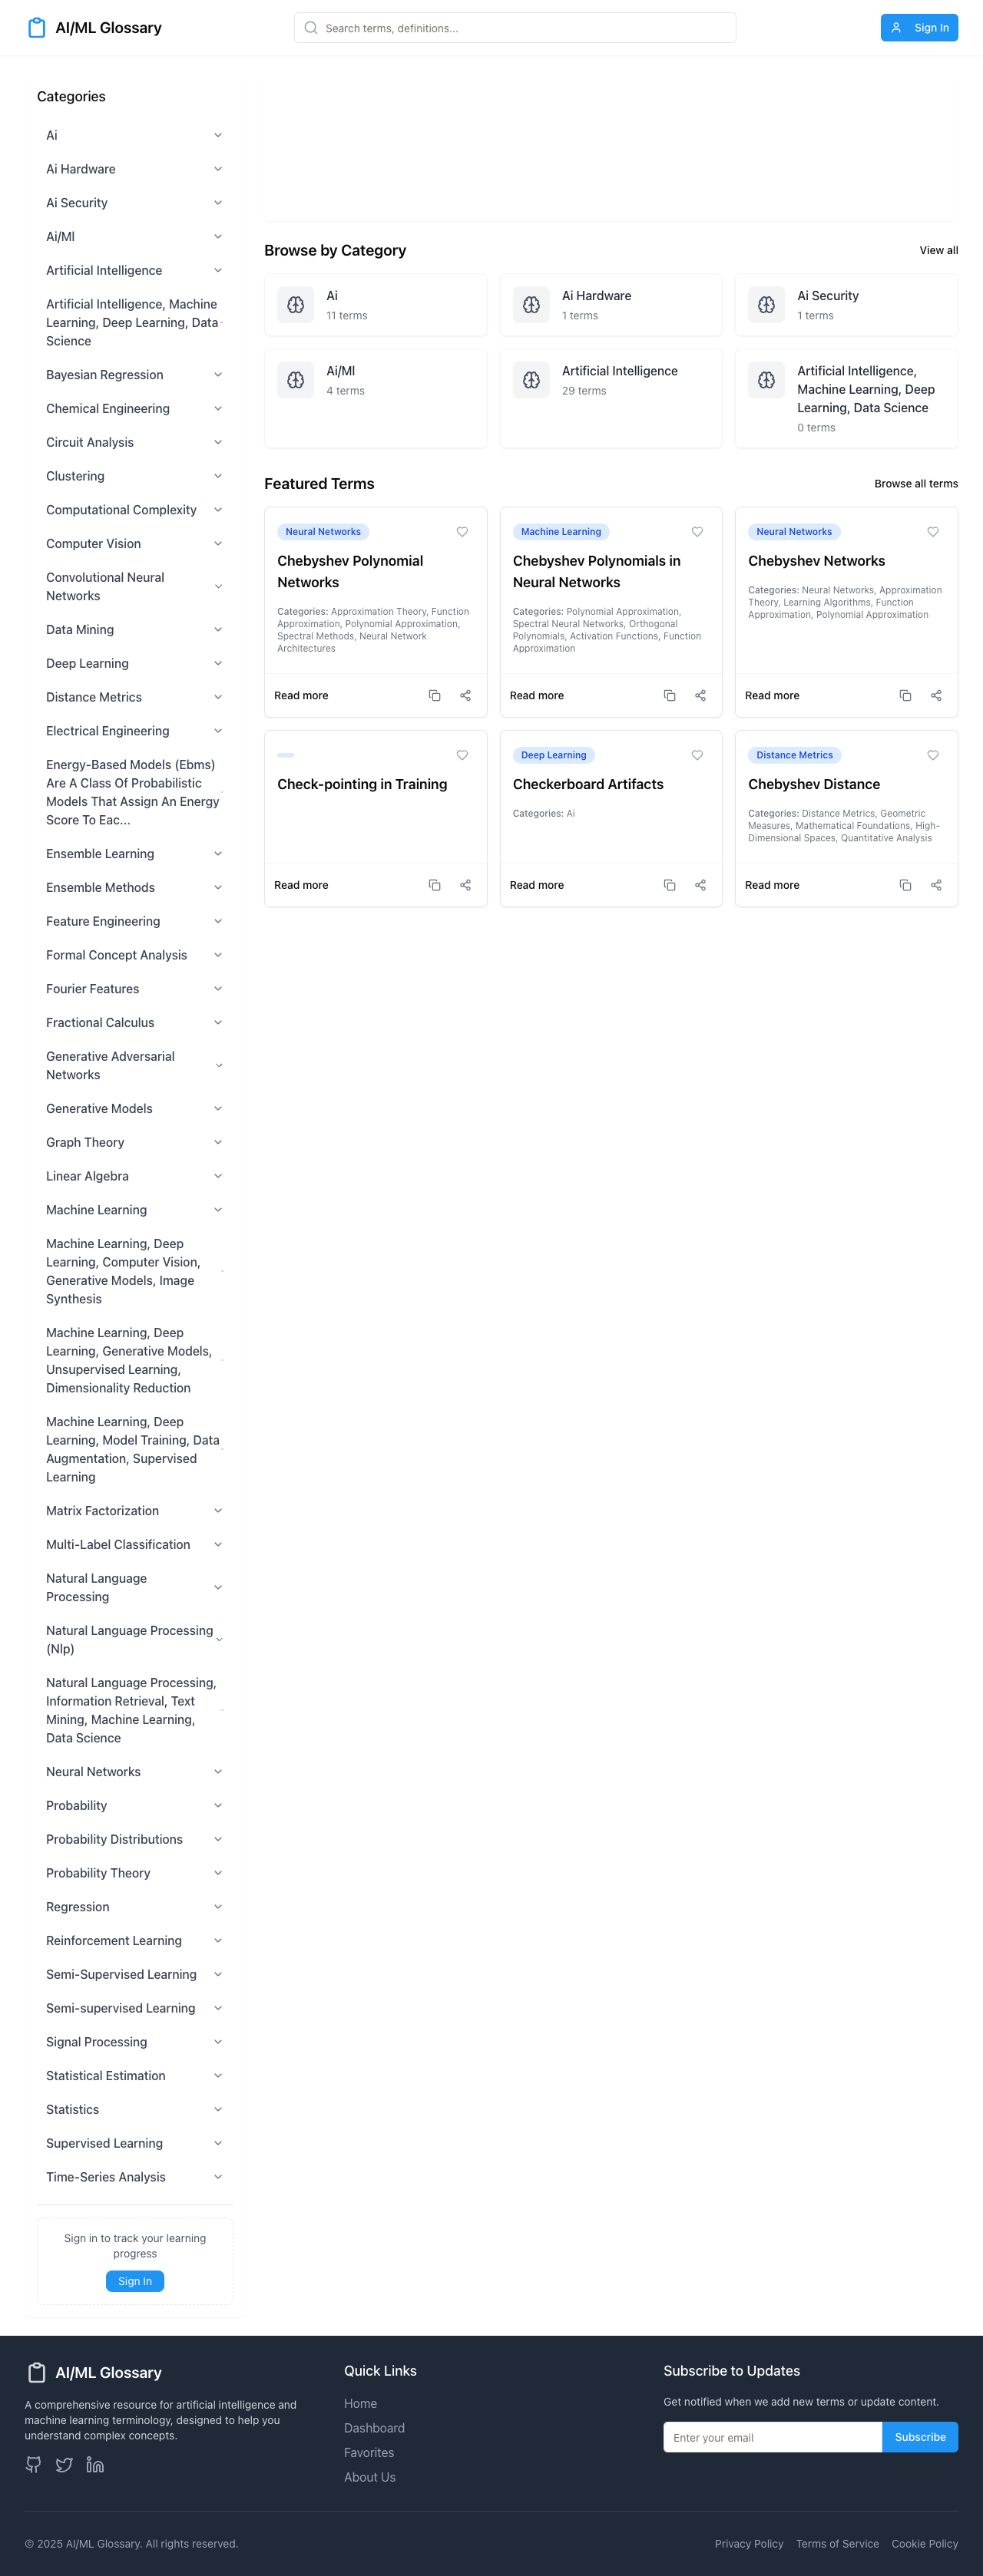 AI/ML Glossary
Search terms, definitions...
Sign In
Categories
Ai
Ai Hardware
Ai Security
Ai/Ml
Artificial Intelligence
Artificial Intelligence, Machine
Learning, Deep Learning, Data
Science
Bayesian Regression
Chemical Engineering
Circuit Analysis
Clustering
Computational Complexity
Computer Vision
Convolutional Neural
Networks
Data Mining
Deep Learning
Distance Metrics
Electrical Engineering
Energy-Based Models (Ebms)
Are A Class Of Probabilistic
Models That Assign An Energy
Score To Eac...
Ensemble Learning
Ensemble Methods
Feature Engineering
Formal Concept Analysis
Fourier Features
Fractional Calculus
Generative Adversarial
Networks
Generative Models
Graph Theory
Linear Algebra
Machine Learning
Machine Learning, Deep
Learning, Computer Vision,
Generative Models, Image
Synthesis
Machine Learning, Deep
Learning, Generative Models,
Unsupervised Learning,
Dimensionality Reduction
Machine Learning, Deep
Learning, Model Training, Data
Augmentation, Supervised
Learning
Matrix Factorization
Multi-Label Classification
Natural Language
Processing
Natural Language Processing
(Nlp)
Natural Language Processing,
Information Retrieval, Text
Mining, Machine Learning,
Data Science
Neural Networks
Probability
Probability Distributions
Probability Theory
Regression
Reinforcement Learning
Semi-Supervised Learning
Semi-supervised Learning
Signal Processing
Statistical Estimation
Statistics
Supervised Learning
Time-Series Analysis
Sign in to track your learning
progress
Sign In
Browse by Category
View all
Ai
11 terms
Ai Hardware
1 terms
Ai Security
1 terms
Ai/Ml
4 terms
Artificial Intelligence
29 terms
Artificial Intelligence,
Machine Learning, Deep
Learning, Data Science
0 terms
Featured Terms
Browse all terms
Neural Networks
Chebyshev Polynomial
Networks
Categories: Approximation Theory, Function
Approximation, Polynomial Approximation,
Spectral Methods, Neural Network
Architectures
Read more
Machine Learning
Chebyshev Polynomials in
Neural Networks
Categories: Polynomial Approximation,
Spectral Neural Networks, Orthogonal
Polynomials, Activation Functions, Function
Approximation
Read more
Neural Networks
Chebyshev Networks
Categories: Neural Networks, Approximation
Theory, Learning Algorithms, Function
Approximation, Polynomial Approximation
Read more
Check-pointing in Training
Read more
Deep Learning
Checkerboard Artifacts
Categories: Ai
Read more
Distance Metrics
Chebyshev Distance
Categories: Distance Metrics, Geometric
Measures, Mathematical Foundations, High-
Dimensional Spaces, Quantitative Analysis
Read more
AI/ML Glossary
A comprehensive resource for artificial intelligence and
machine learning terminology, designed to help you
understand complex concepts.
Quick Links
Home
Dashboard
Favorites
About Us
Subscribe to Updates
Get notified when we add new terms or update content.
Enter your email
Subscribe
© 2025 AI/ML Glossary. All rights reserved.
Privacy Policy
Terms of Service
Cookie Policy